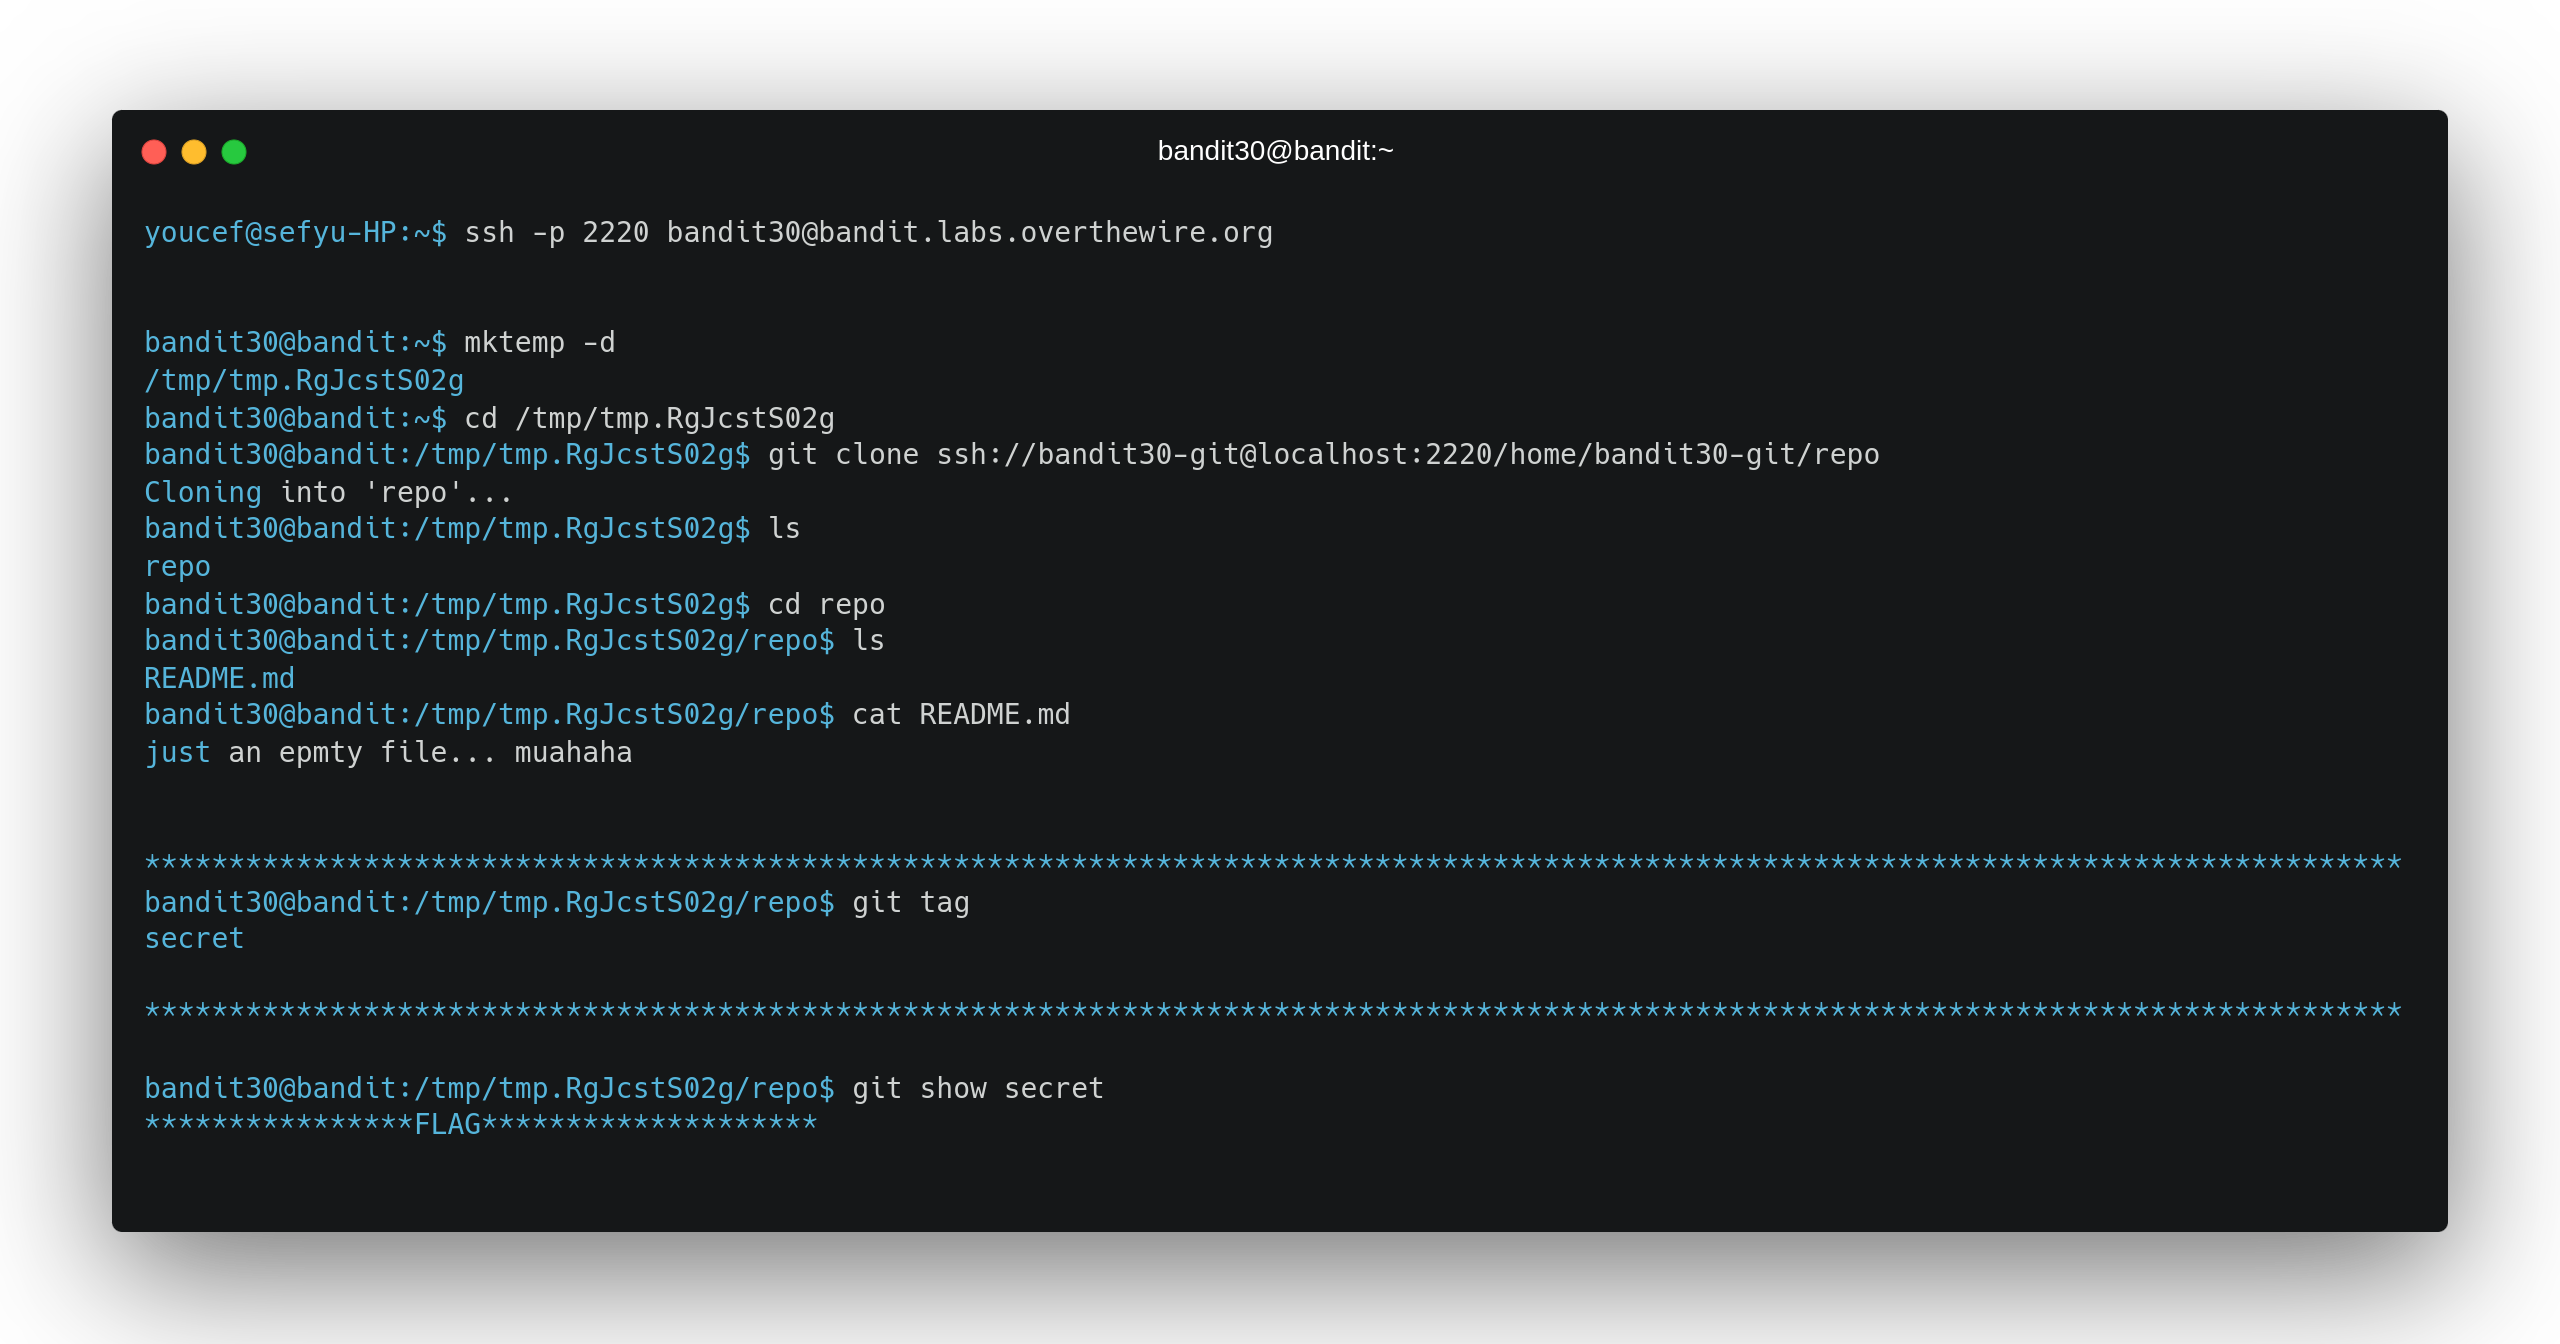 bandit30@bandit:~
youcef@sefyu-HP:~$ ssh -p 2220 bandit30@bandit.labs.overthewire.org
bandit30@bandit:~$ mktemp -d
/tmp/tmp.RgJcstS02g
bandit30@bandit:~$ cd /tmp/tmp.RgJcstS02g
bandit30@bandit:/tmp/tmp.RgJcstS02g$ git clone ssh://bandit30-git@localhost:2220/home/bandit30-git/repo
Cloning into 'repo'...
bandit30@bandit:/tmp/tmp.RgJcstS02g$ ls
repo
bandit30@bandit:/tmp/tmp.RgJcstS02g$ cd repo
bandit30@bandit:/tmp/tmp.RgJcstS02g/repo$ ls
README.md
bandit30@bandit:/tmp/tmp.RgJcstS02g/repo$ cat README.md
just an epmty file... muahaha
**************************************************************************************************************************************
bandit30@bandit:/tmp/tmp.RgJcstS02g/repo$ git tag
secret
**************************************************************************************************************************************
bandit30@bandit:/tmp/tmp.RgJcstS02g/repo$ git show secret
****************FLAG********************